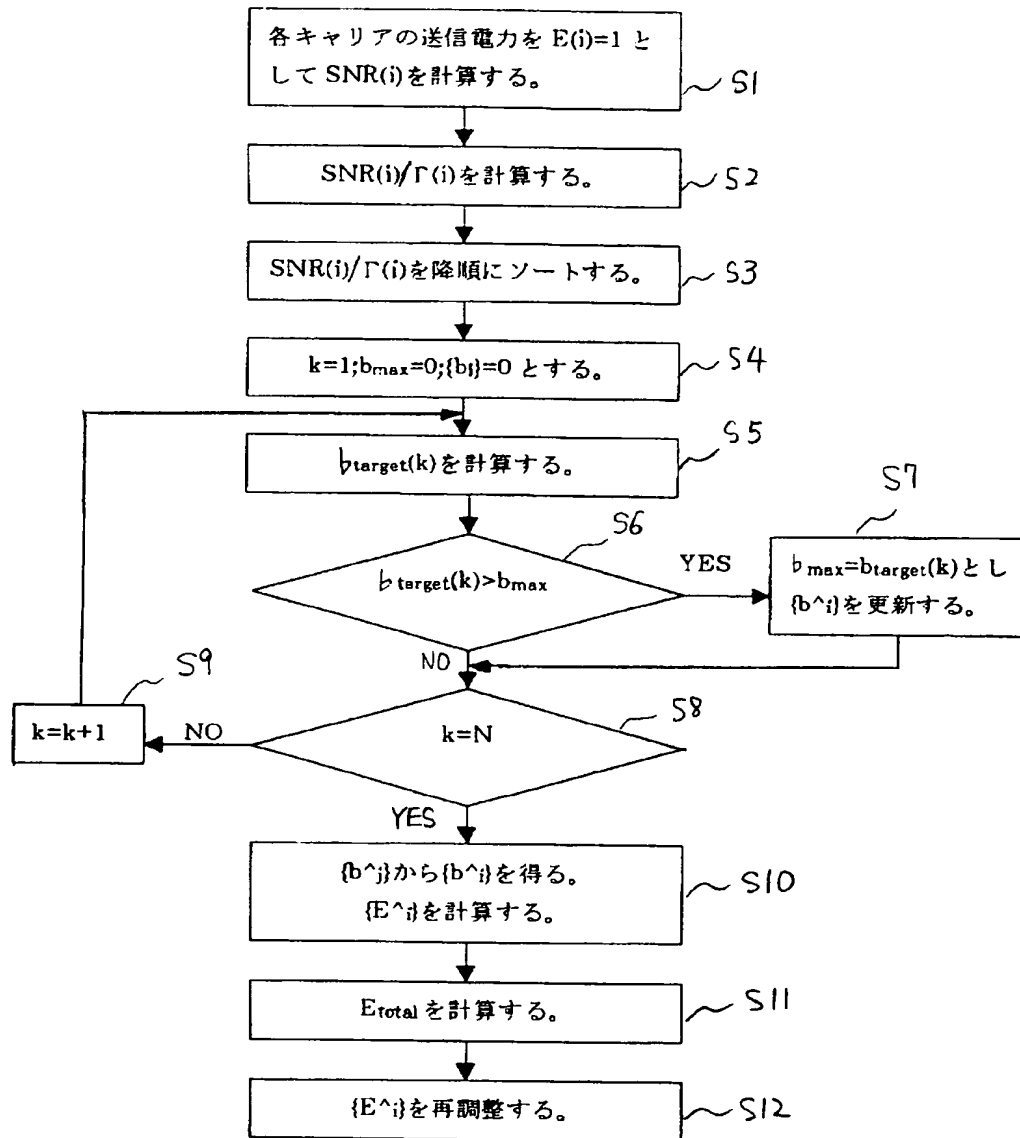 各キャリアの送信電力を E(i)=1 と
して SNR(i)を計算する。
S1
SNR(i)/Γ(i)を計算する。
S2
SNR(i)/Γ(i)を降順にソートする。
S3
k=1;bmax=0;{bj}=0 とする。
S4
btarget(k)を計算する。
S5
btarget(k)>bmax
S6
YES
bmax=btarget(k)とし
{b^j}を更新する。
S7
NO
k=N
S8
NO
k=k+1
S9
YES
{b^j}から{b^i}を得る。
{E^i}を計算する。
S10
Etotal を計算する。
S11
{E^i}を再調整する。
S12